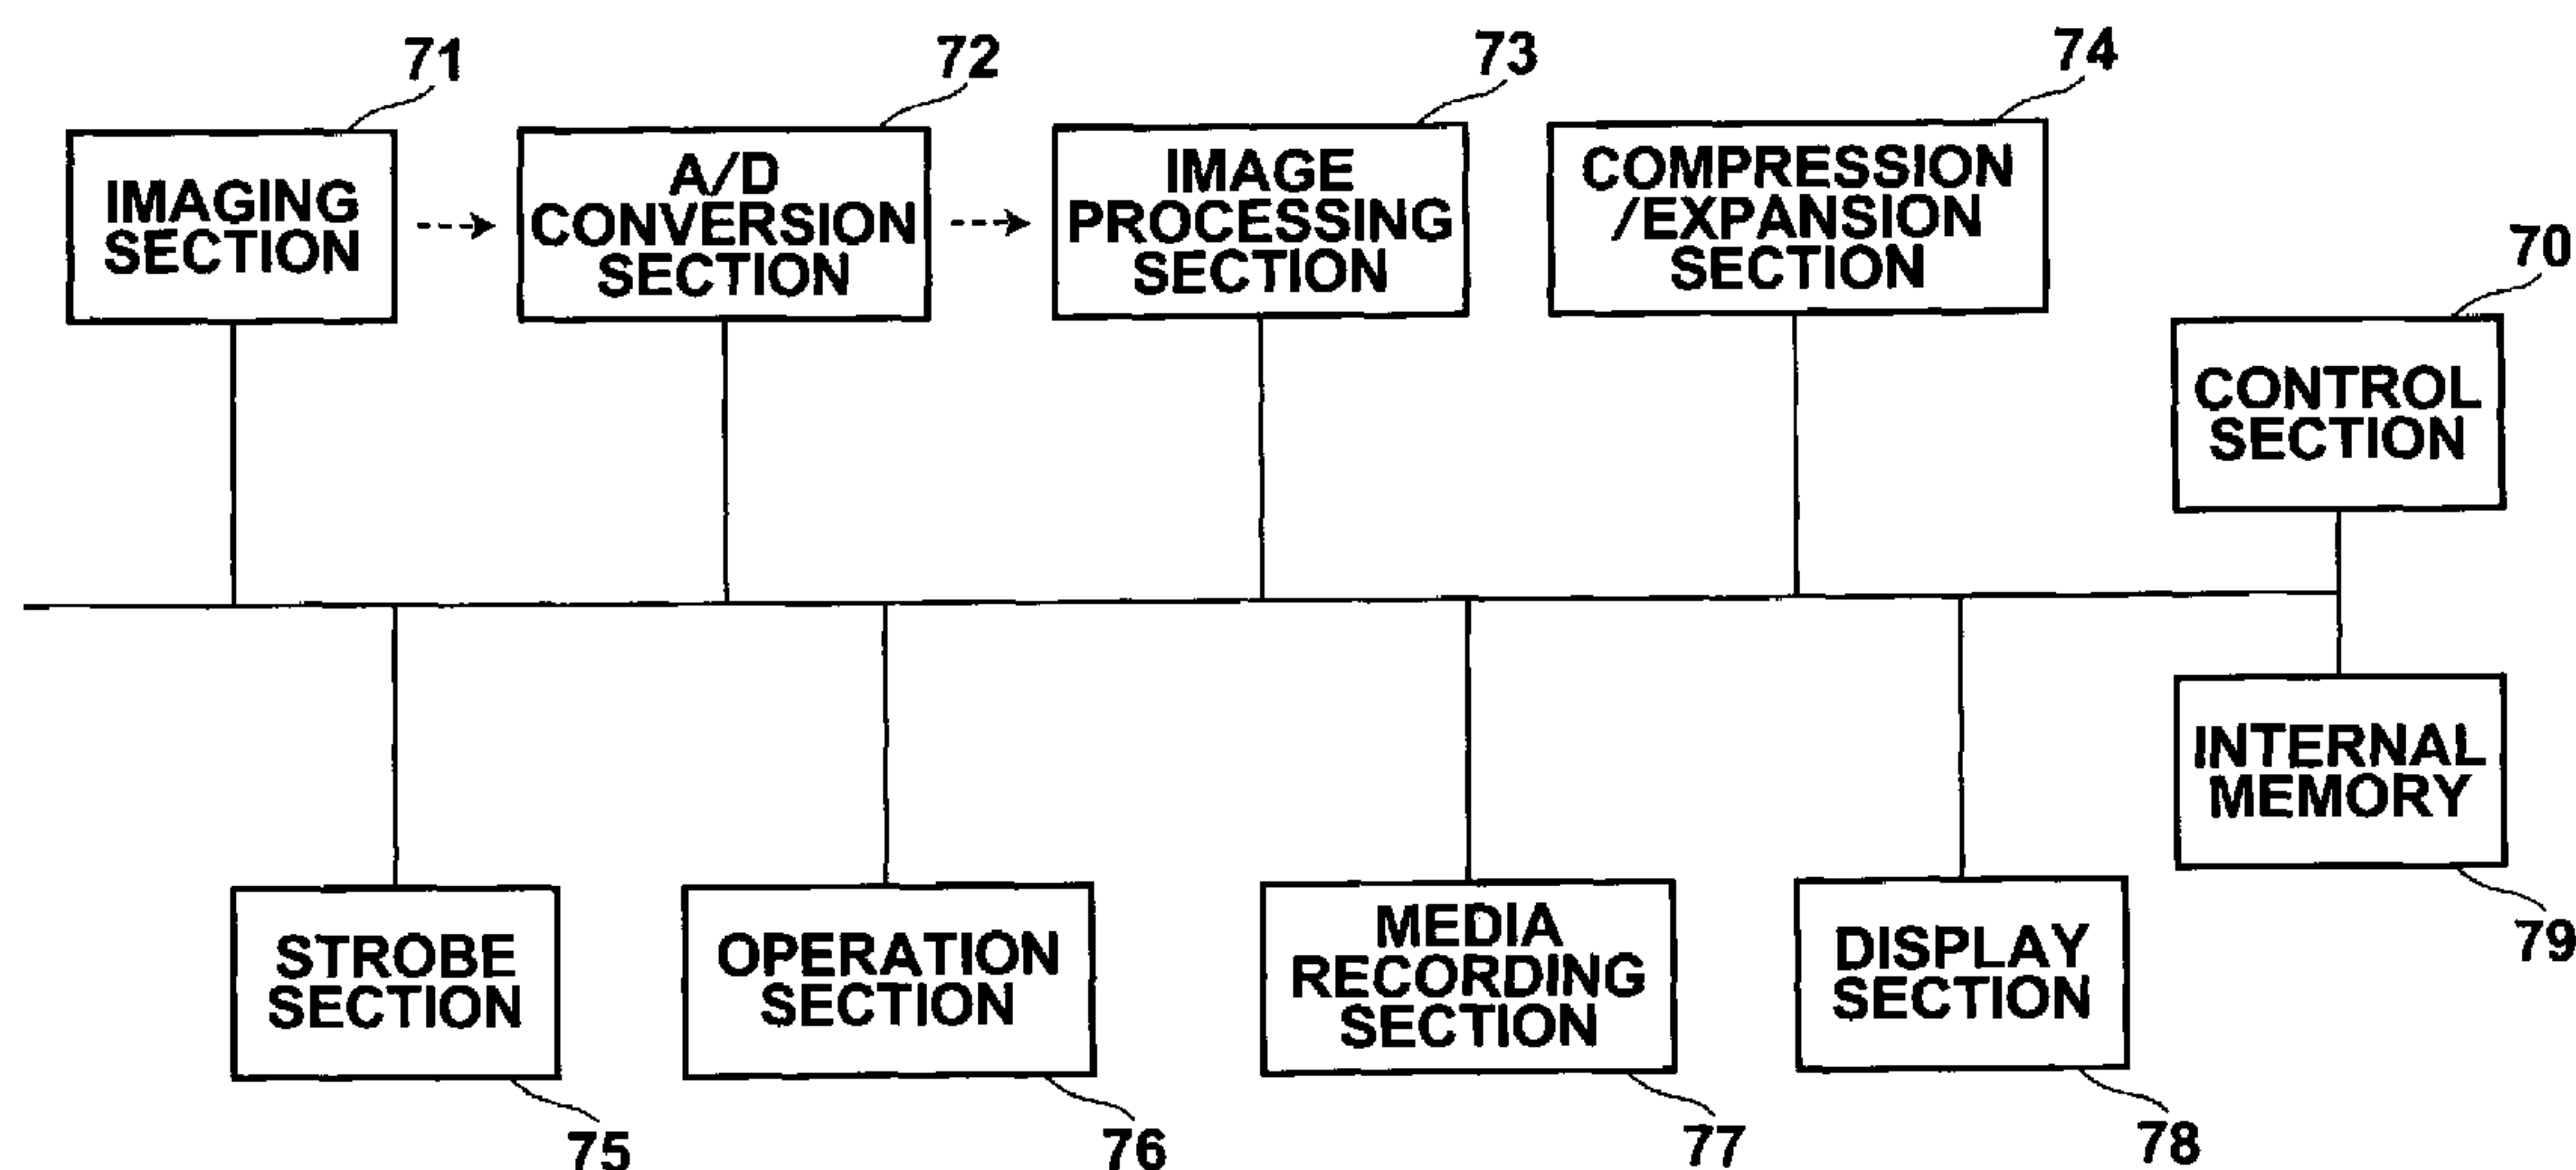 71
72
73
74
IMAGING
SECTION
A/D
CONVERSION
SECTION
IMAGE
PROCESSING
SECTION
COMPRESSION
/EXPANSION
SECTION
70
CONTROL
SECTION
INTERNAL
MEMORY
79
STROBE
SECTION
OPERATION
SECTION
MEDIA
RECORDING
SECTION
DISPLAY
SECTION
75
76
77
78